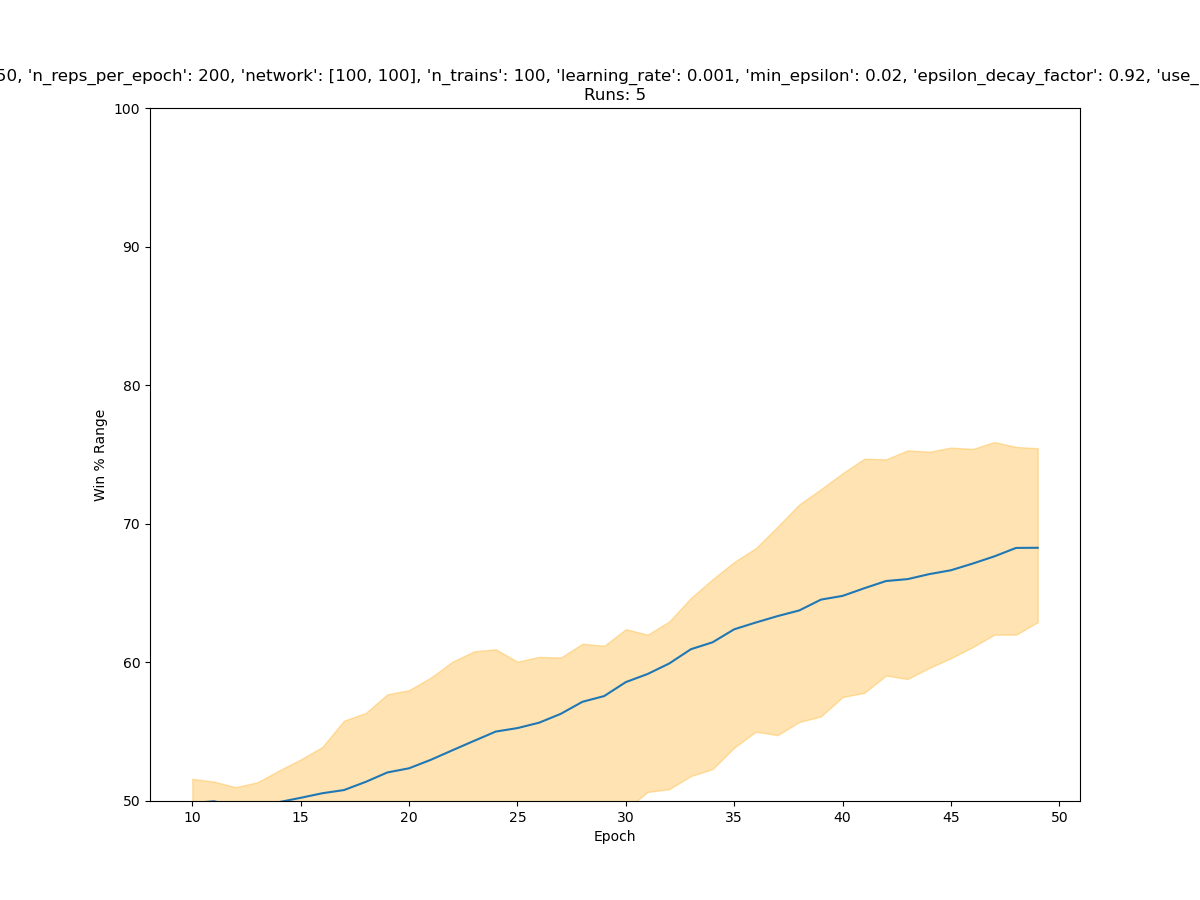 50, 'n_reps_per_epoch': 200, 'network': [100, 100], 'n_trains': 100, 'learning_rate': 0.001, 'min_epsilon': 0.02, 'epsilon_decay_factor': 0.92, 'use_
Runs: 5
100
90
80
70
60
50
Win % Range
10 15 20 25 30 35 40 45 50
Epoch